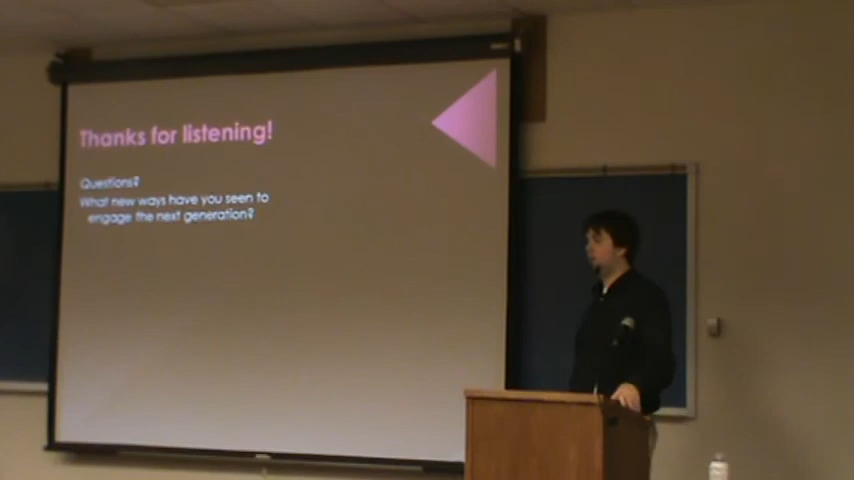 Thanks for listening!
Questions?
What new ways have you seen to
engage the next generation?